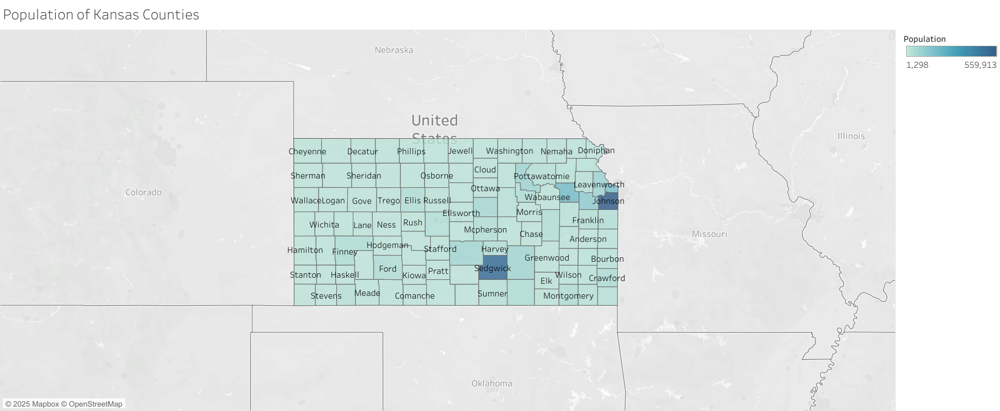 Population of Kansas Counties
Population
1,298 559,913
Nebraska
United
States
Illinois
Colorado
Kansas
Missouri
Oklahoma
Cheyenne Decatur Phillips Jewell Washington Nemaha Doniphan
Sherman Sheridan Osborne Cloud Pottawatomie
Ottawa Leavenworth
Wallace Logan Gove Trego Ellis Russell Wabaunsee Johnson
Ellsworth Morris
Wichita Lane Ness Rush Franklin
Mcpherson Chase Anderson
Hamilton Finney Hodgeman Stafford Harvey
Greenwood Bourbon
Stanton Haskell Ford Kiowa Pratt Sedgwick Wilson Crawford
Elk
Stevens Meade Comanche Sumner Montgomery
© 2025 Mapbox © OpenStreetMap